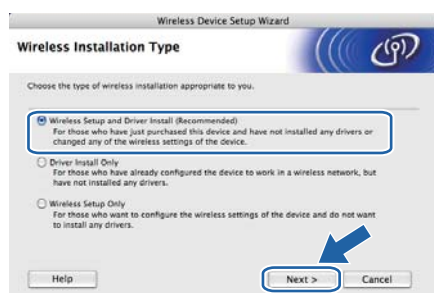 Wireless Device Setup Wizard
Wireless Installation Type
Choose the type of wireless installation appropriate to you.
Wireless Setup and Driver Install (Recommended)
For those who have just purchased this device and have not installed any drivers or
changed any of the wireless settings of the device.
Driver Install Only
For those who have already configured the device to work in a wireless network, but
have not installed any drivers.
Wireless Setup Only
For those who want to configure the wireless settings of the device and do not want
to install any drivers.
Help
Next >
Cancel